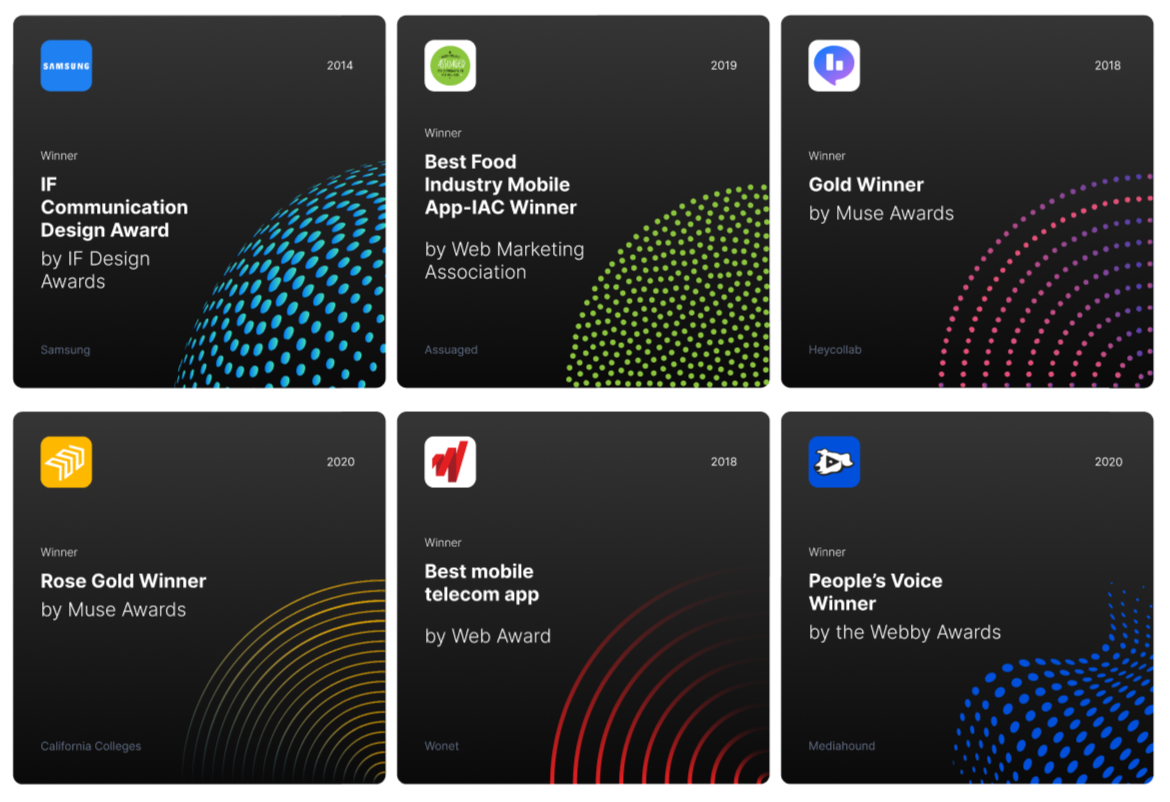 SAMSUNG
2014
Winner
IF
Communication
Design Award
by IF Design
Awards
Samsung
ASSUAGED
2019
Winner
Best Food
Industry Mobile
App-IAC Winner
by Web Marketing
Association
Assuaged
2018
Winner
Gold Winner
by Muse Awards
Heycollab
2020
Winner
Rose Gold Winner
by Muse Awards
California Colleges
2018
Winner
Best mobile
telecom app
by Web Award
Wonet
2020
Winner
People’s Voice
Winner
by the Webby Awards
Mediahound